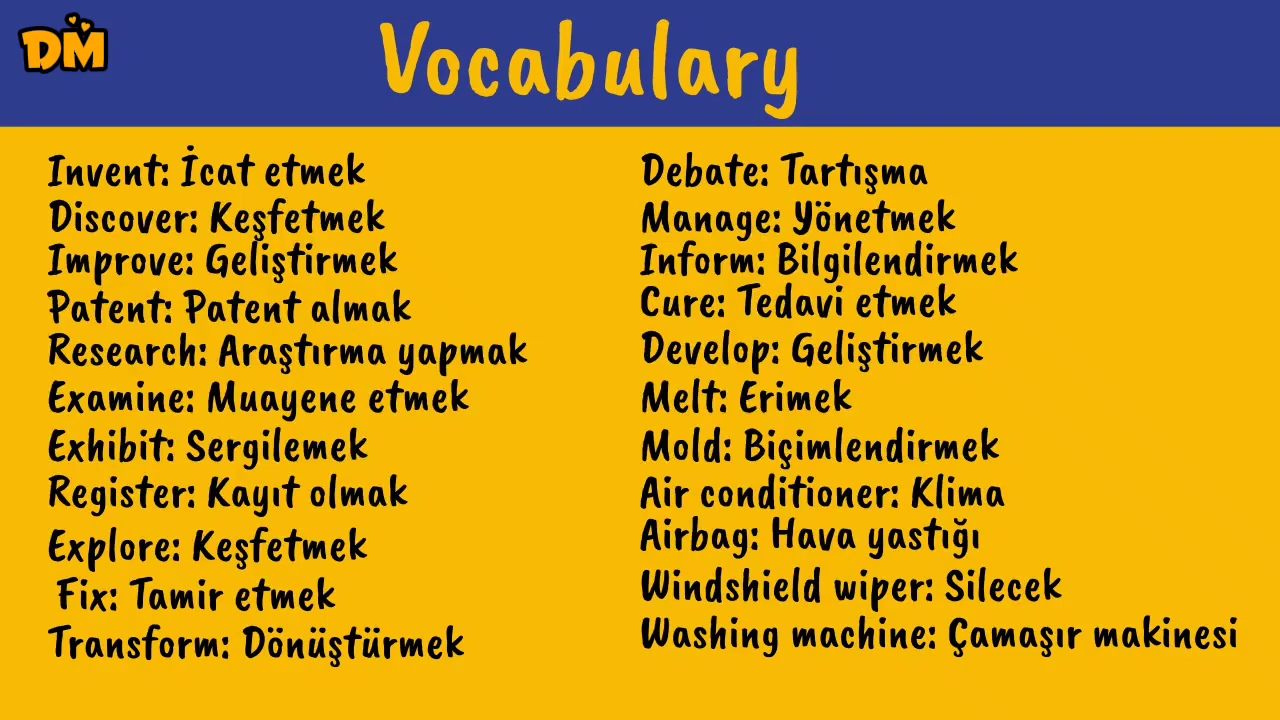 DM
Vocabulary
Invent: İcat etmek
Discover: Keşfetmek
Improve: Geliştirmek
Patent: Patent almak
Research: Araştırma yapmak
Examine: Muayene etmek
Exhibit: Sergilemek
Register: Kayıt olmak
Explore: Keşfetmek
Fix: Tamir etmek
Transform: Dönüştürmek
Debate: Tartışma
Manage: Yönetmek
Inform: Bilgilendirmek
Cure: Tedavi etmek
Develop: Geliştirmek
Melt: Erimek
Mold: Biçimlendirmek
Air conditioner: Klima
Airbag: Hava yastığı
Windshield wiper: Silecek
Washing machine: Çamaşır makinesi